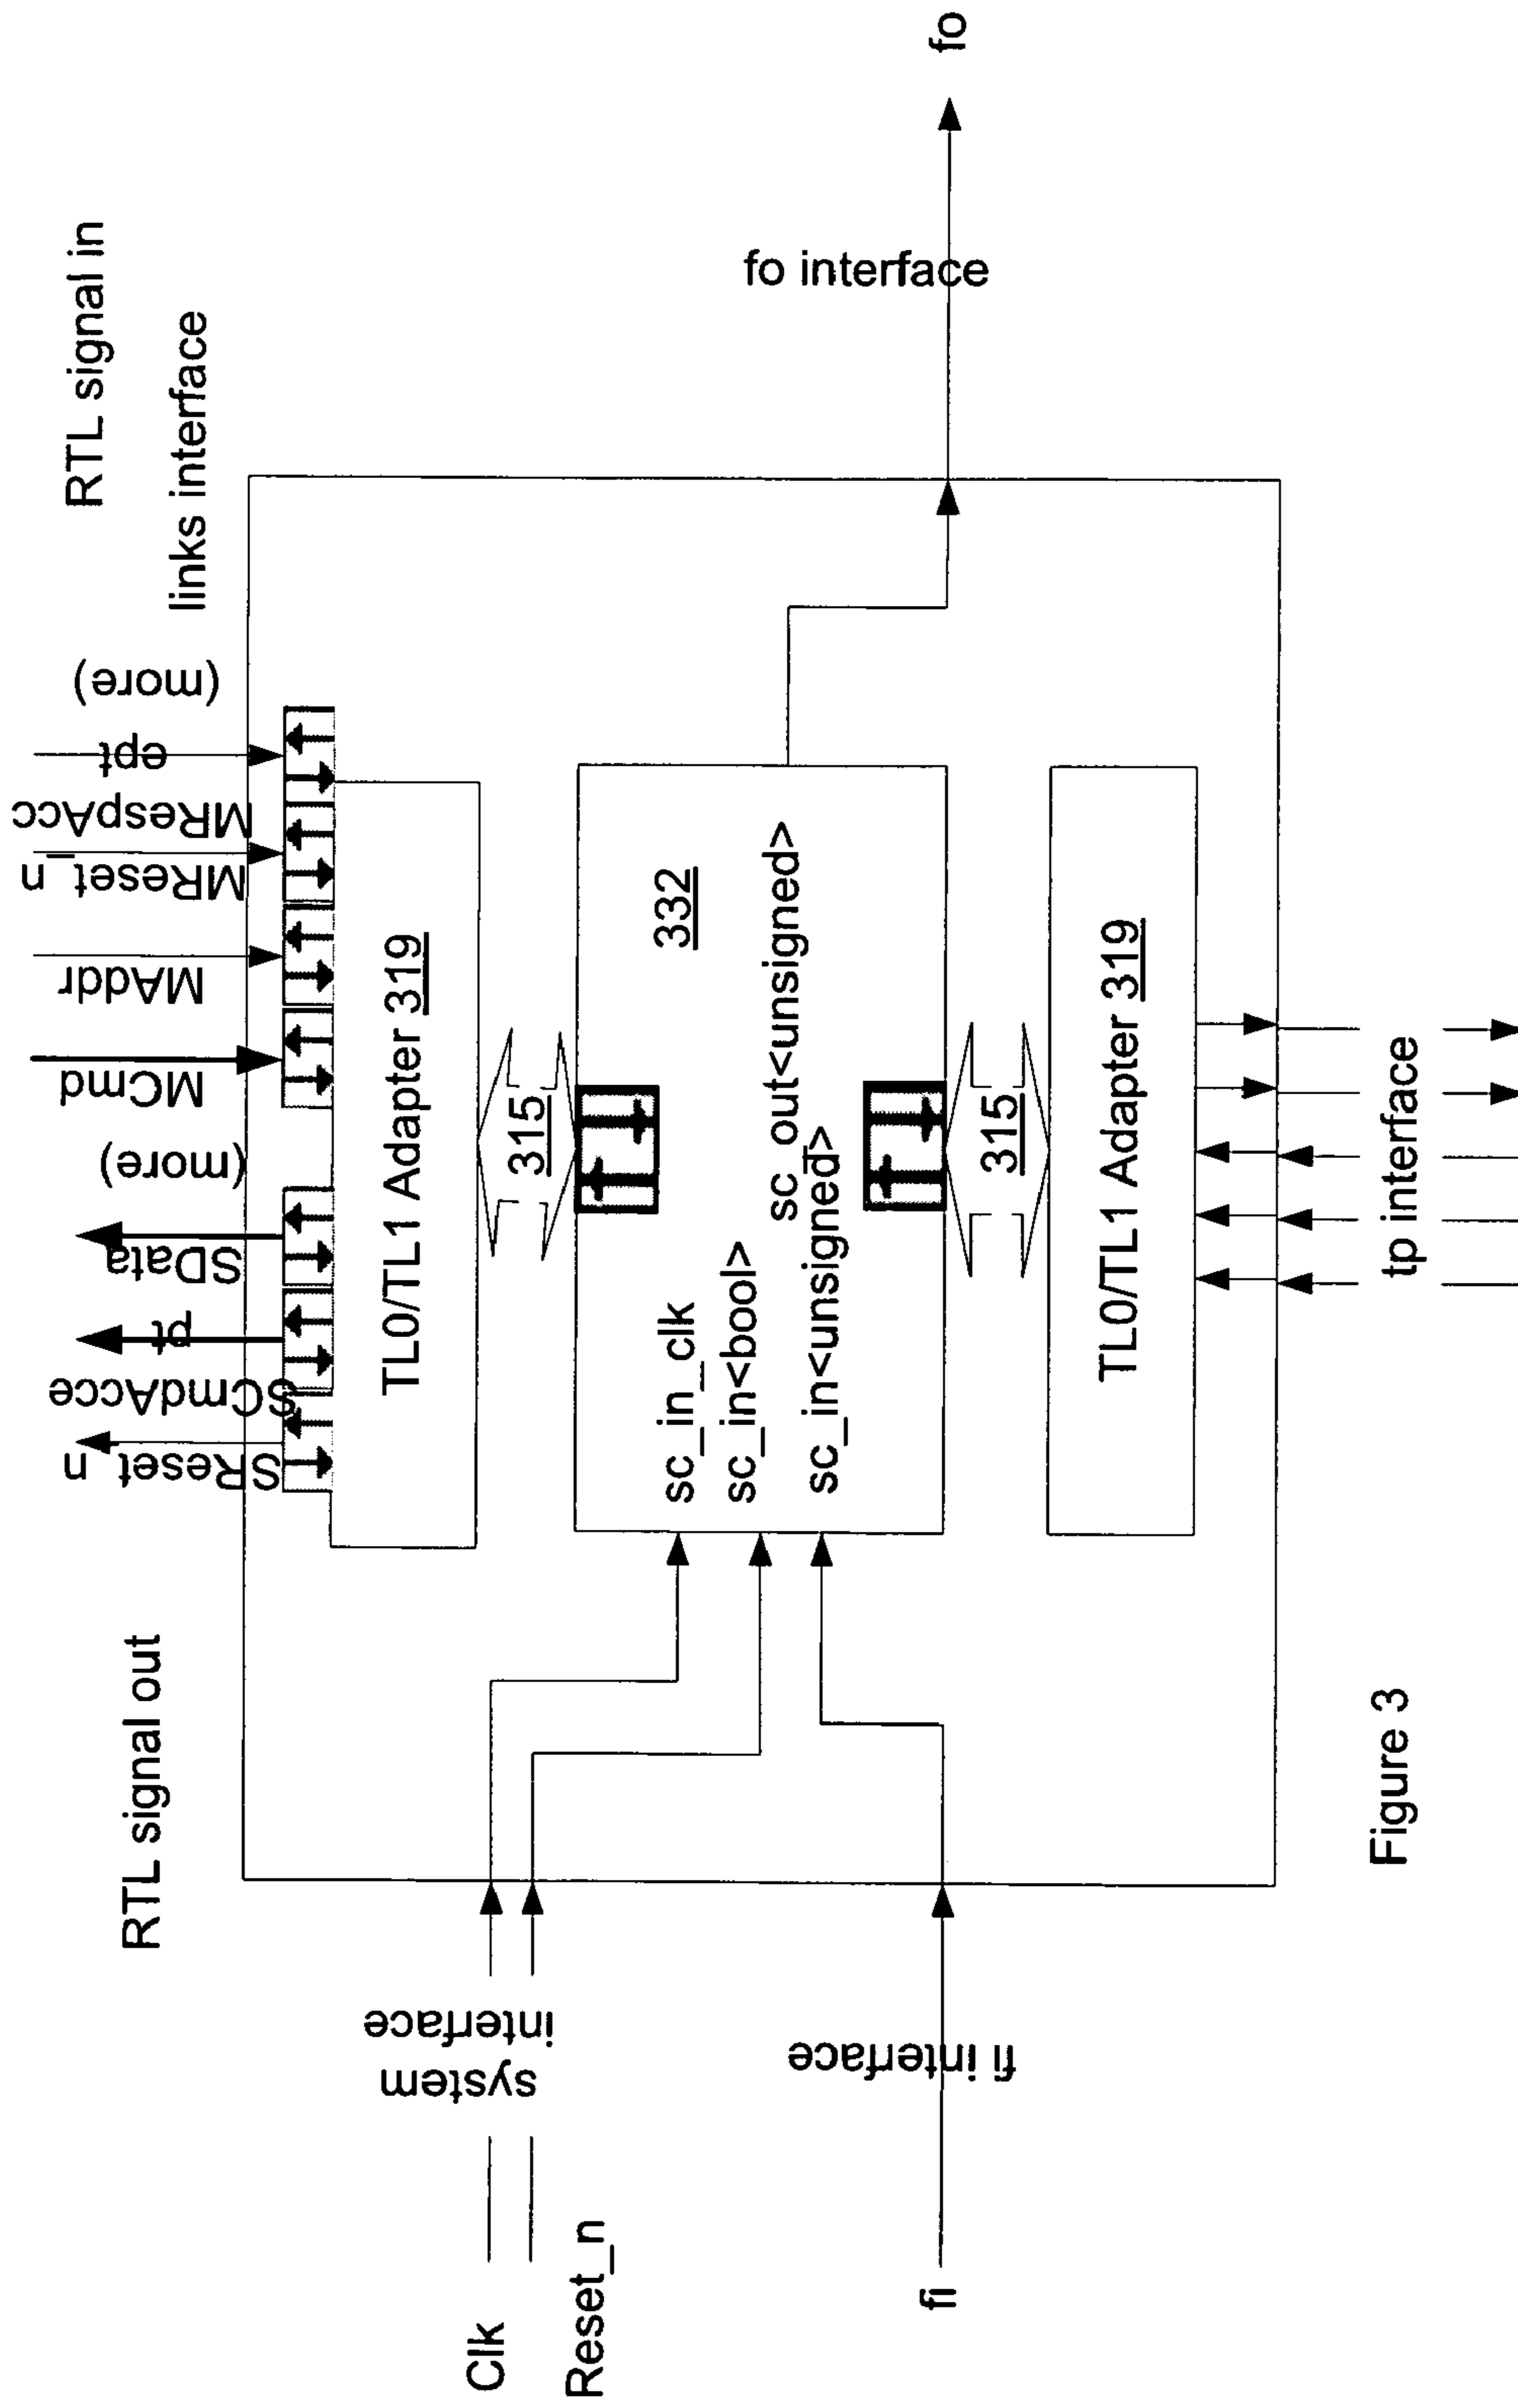 RTL signal out
RTL signal in
links interface
SReset_n
SCmdAcce
pt
SData
(more)
MCmd
MAddr
MReset_n
MRespAcc
ept
(more)
TL0/TL1 Adapter 319
315
Clk
Reset_n
system
interface
sc_in_clk
sc_in<bool>
sc_in<unsigned>
332
sc_out<unsigned>
fo interface
fo
fi
fi interface
315
TL0/TL1 Adapter 319
tp interface
Figure 3